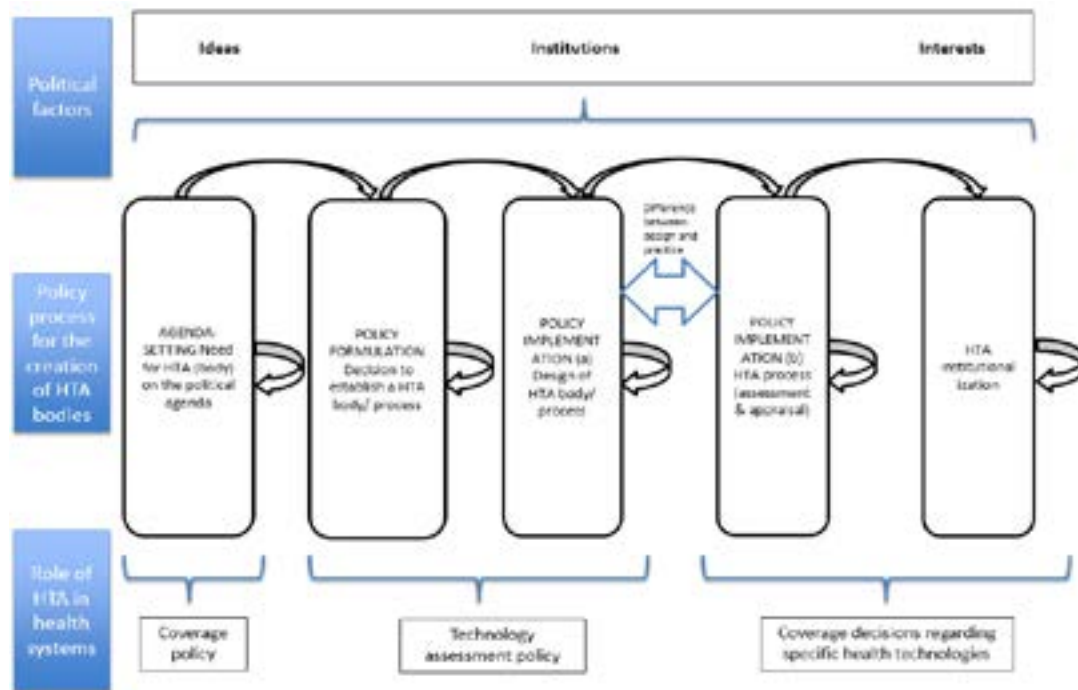 Political
factors
Ideas Institutions Interests
Difference
between
design and
practice
Policy
process
for the
creation
of HTA
bodies
AGENDA
SETTING Need
for HTA (body)
on the political
agenda
POLICY
FORMULATION
Decision to
establish a HTA
body/ process
POLICY
IMPLEMENT
ATION (a)
Design of
HTA body/
process
POLICY
IMPLEMENT
ATION (b)
HTA process
(assessment
& appraisal)
HTA
institutional
ization
Role of
HTA in
health
systems
Coverage
policy
Technology
assessment policy
Coverage decisions regarding
specific health technologies